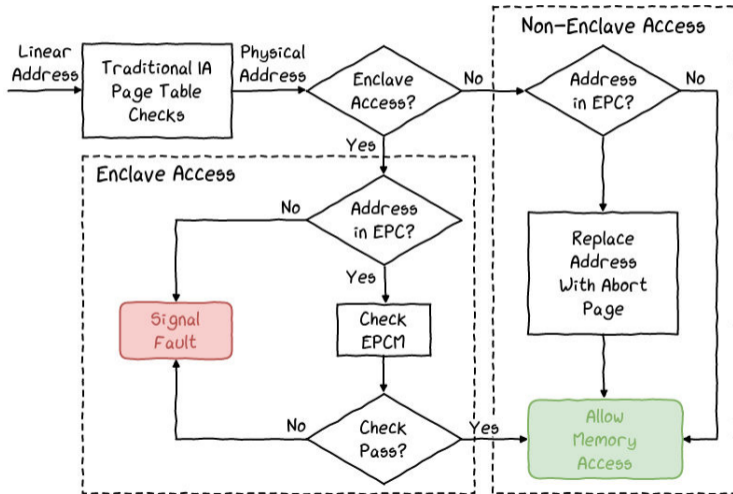 Non-Enclave Access
Linear
Address
Traditional IA
Page Table
Checks
Physical
Address
Enclave
Access?
No
Address
in EPC?
No
Yes
Enclave Access
No
Address
in EPC?
Yes
Replace
Address
With Abort
Page
Signal
Fault
Check
EPCM
No
Check
Pass?
Yes
Allow
Memory
Access